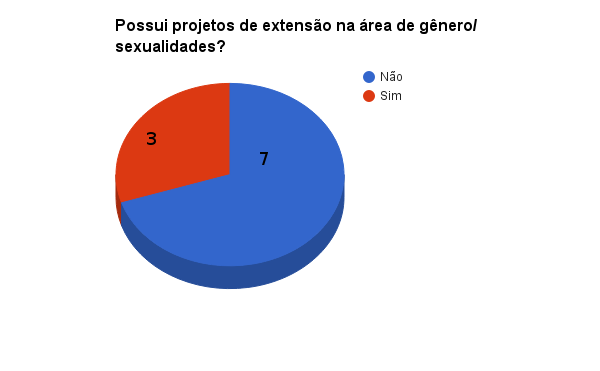 Possui projetos de extensão na área de gênero/
sexualidades?
Não
Sim
3
7